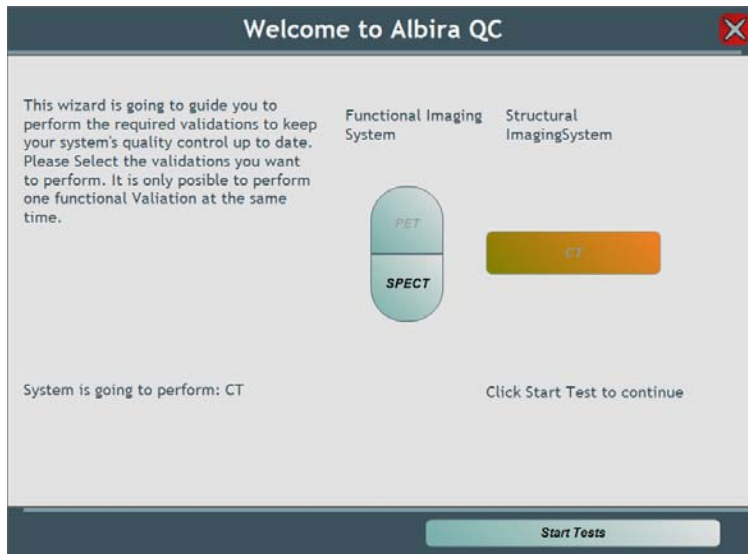 Welcome to Albira QC
This wizard is going to guide you to
perform the required validations to keep
your system's quality control up to date.
Please Select the validations you want
to perform. It is only posible to perform
one functional Valiation at the same
time.
Functional Imaging
System
Structural
ImagingSystem
PET
SPECT
CT
System is going to perform: CT
Click Start Test to continue
Start Tests